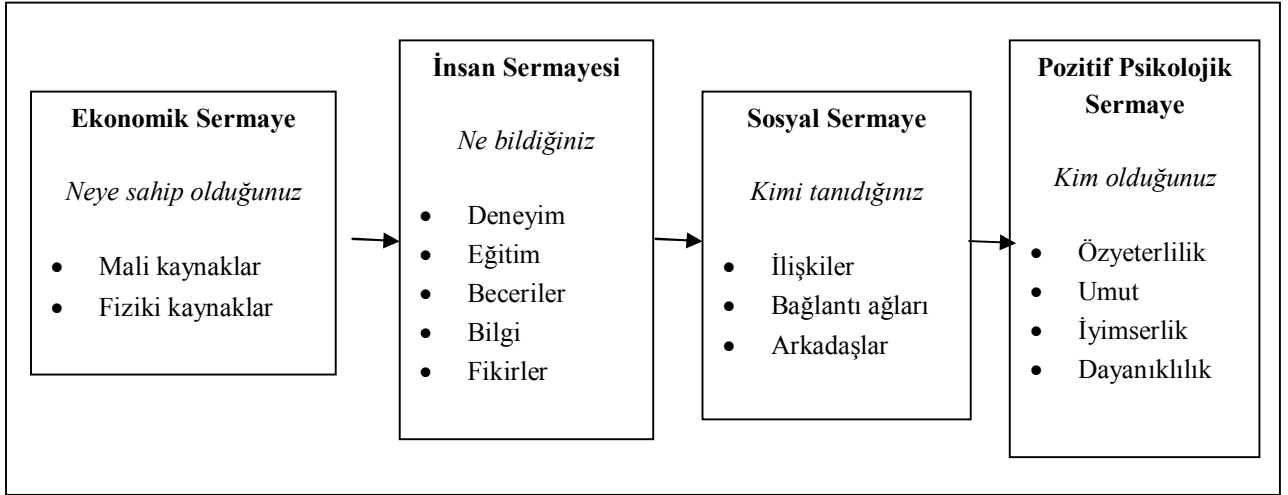 Ekonomik Sermaye
Neye sahip olduğunuz
• Mali kaynaklar
• Fiziki kaynaklar
İnsan Sermayesi
Ne bildiğiniz
• Deneyim
• Eğitim
• Beceriler
• Bilgi
• Fikirler
Sosyal Sermaye
Kimi tanıdığınız
• İlişkiler
• Bağlantı ağları
• Arkadaşlar
Pozitif Psikolojik
Sermaye
Kim olduğunuz
• Özyeterlilik
• Umut
• İyimserlik
• Dayanıklılık